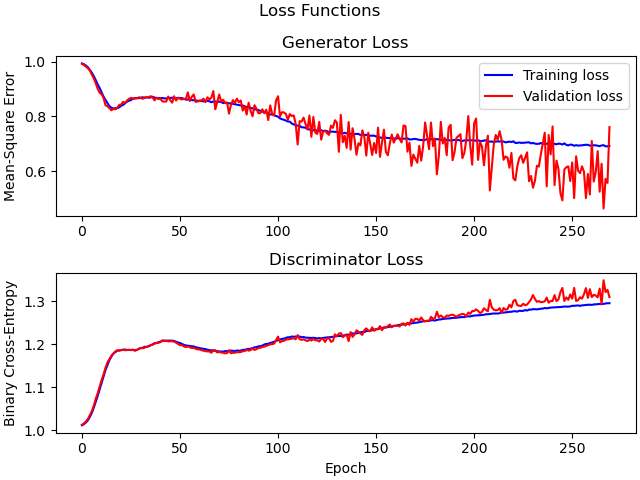 Loss Functions
Generator Loss
Mean-Square Error
1.0
0.8
0.6
Training loss
Validation loss
0 50 100 150 200 250
Discriminator Loss
Binary Cross-Entropy
1.3
1.2
1.1
1.0
0 50 100 150 200 250
Epoch